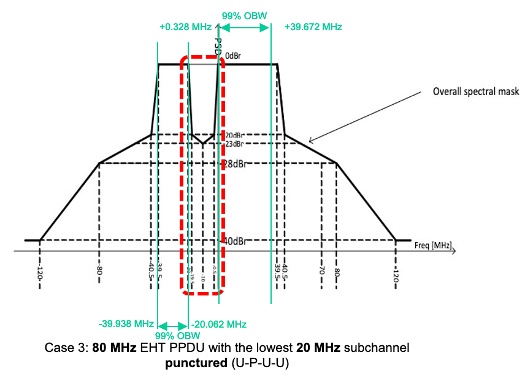 99% OBW
+0.328 MHz
+39.672 MHz
PSD
0dBr
Overall spectral mask
-20dBr
-23dBr
-28dBr
-40dBr
Freq [MHz]
-120
-80
-40.5
-39.5
39.5
40.5
70
80
+120
-39.938 MHz
-20.062 MHz
99% OBW
Case 3: 80 MHz EHT PPDU with the lowest 20 MHz subchannel
punctured (U-P-U-U)